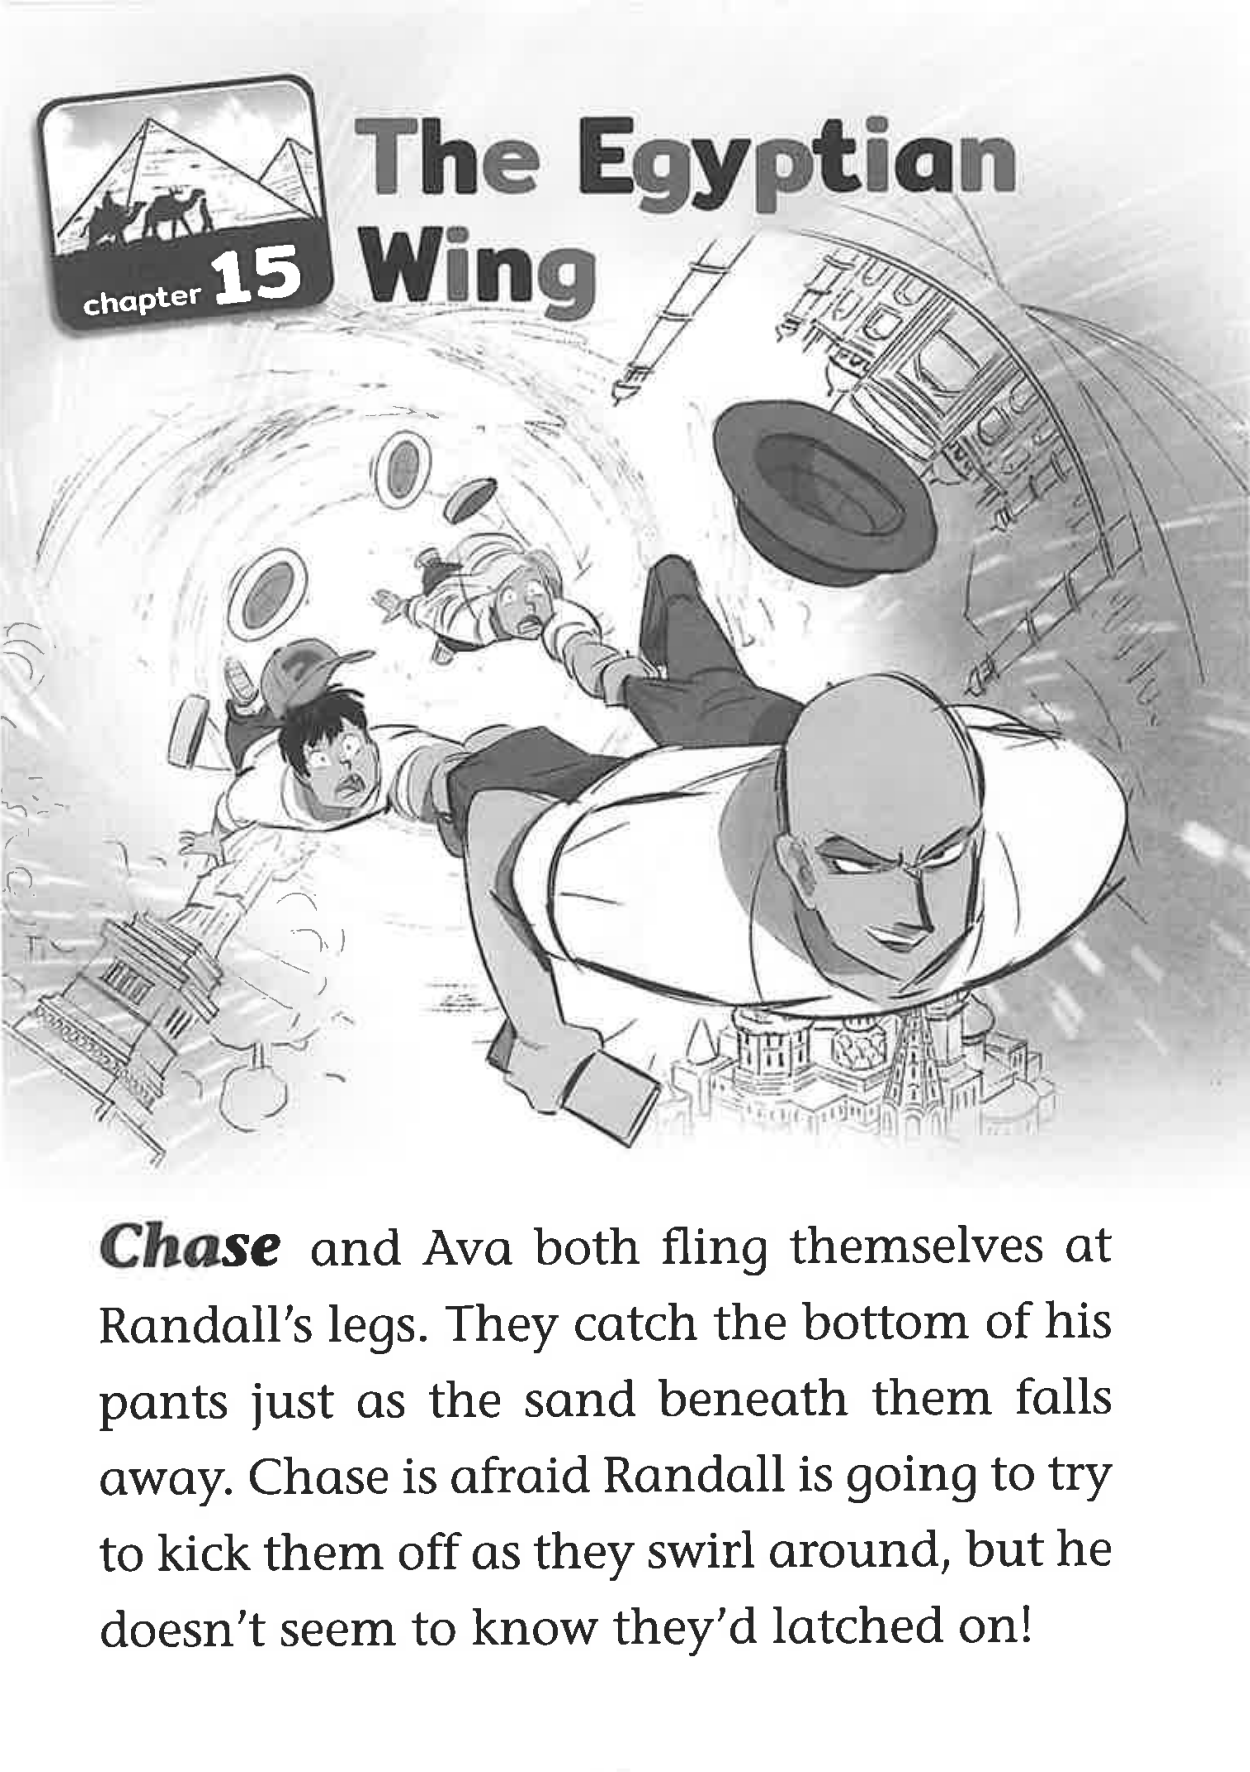 chapter 15
The Egyptian
Wing
Chase and Ava both fling themselves at
Randall's legs. They catch the bottom of his
pants just as the sand beneath them falls
away. Chase is afraid Randall is going to try
to kick them off as they swirl around, but he
doesn't seem to know they'd latched on!